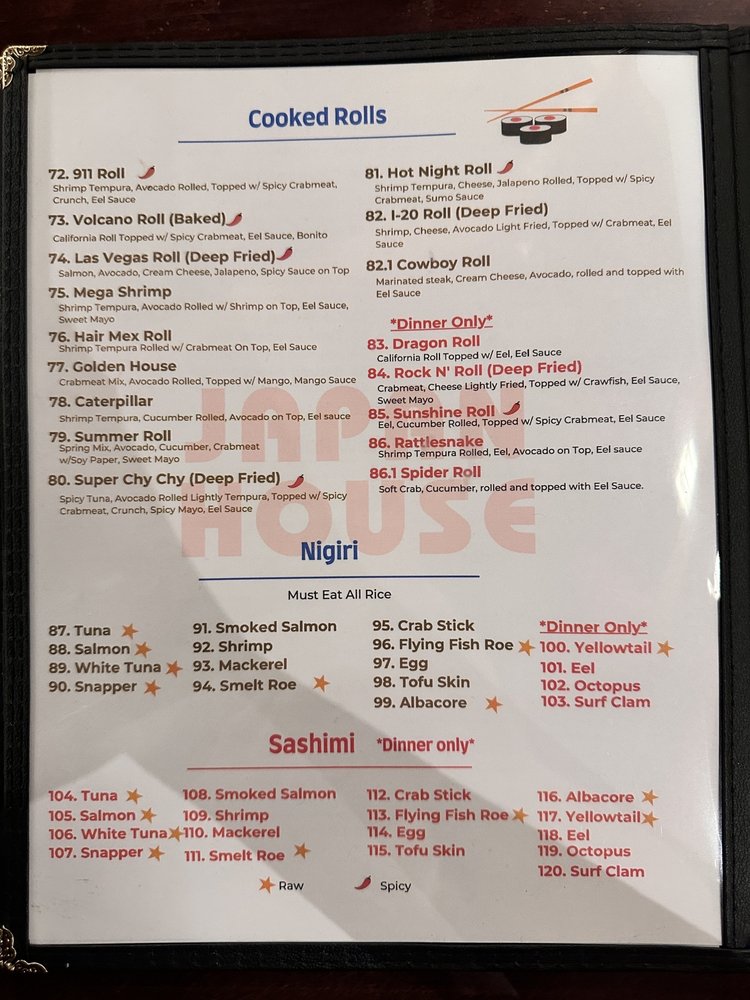 Cooked Rolls
72. 911 Roll
Shrimp Tempura, Avocado Rolled, Topped w/ Spicy Crabmeat,
Crunch, Eel Sauce
73. Volcano Roll (Baked)
California Roll Topped w/ Spicy Crabmeat, Eel Sauce, Bonito
74. Las Vegas Roll (Deep Fried)
Salmon, Avocado, Cream Cheese, Jalapeno, Spicy Sauce on Top
75. Mega Shrimp
Shrimp Tempura, Avocado Rolled w/ Shrimp on Top, Eel Sauce,
Sweet Mayo
76. Hair Mex Roll
Shrimp Tempura Rolled w/ Crabmeat On Top, Eel Sauce
77. Golden House
Crabmeat Mix, Avocado Rolled, Topped w/ Mango, Mango Sauce
78. Caterpillar
Shrimp Tempura, Cucumber Rolled, Avocado on Top, Eel sauce
79. Summer Roll
Spring Mix, Avocado, Cucumber, Crabmeat
w/Soy Paper, Sweet Mayo
80. Super Chy Chy (Deep Fried)
Spicy Tuna, Avocado Rolled Lightly Tempura, Topped w/ Spicy
Crabmeat, Crunch, Spicy Mayo, Eel Sauce
81. Hot Night Roll
Shrimp Tempura, Cheese, Jalapeno Rolled, Topped w/ Spicy
Crabmeat, Sumo Sauce
82. I-20 Roll (Deep Fried)
Shrimp, Cheese, Avocado Light Fried, Topped w/ Crabmeat, Eel
Sauce
82.1 Cowboy Roll
Marinated steak, Cream Cheese, Avocado, rolled and topped with
Eel Sauce
*Dinner Only*
83. Dragon Roll
California Roll Topped w/ Eel, Eel Sauce
84. Rock N' Roll (Deep Fried)
Crabmeat, Cheese Lightly Fried, Topped w/ Crawfish, Eel Sauce,
Sweet Mayo
85. Sunshine Roll
Eel, Cucumber Rolled, Topped w/ Spicy Crabmeat, Eel Sauce
86. Rattlesnake
Shrimp Tempura Rolled, Eel, Avocado on Top, Eel sauce
86.1 Spider Roll
Soft Crab, Cucumber, rolled and topped with Eel Sauce.
JAPAN
HOUSE
Nigiri
Must Eat All Rice
87. Tuna
88. Salmon
89. White Tuna
90. Snapper
91. Smoked Salmon
92. Shrimp
93. Mackerel
94. Smelt Roe
95. Crab Stick
96. Flying Fish Roe
97. Egg
98. Tofu Skin
99. Albacore
*Dinner Only*
100. Yellowtail
101. Eel
102. Octopus
103. Surf Clam
Sashimi *Dinner only*
104. Tuna
105. Salmon
106. White Tuna
107. Snapper
108. Smoked Salmon
109. Shrimp
110. Mackerel
111. Smelt Roe
112. Crab Stick
113. Flying Fish Roe
114. Egg
115. Tofu Skin
116. Albacore
117. Yellowtail
118. Eel
119. Octopus
120. Surf Clam
Raw
Spicy